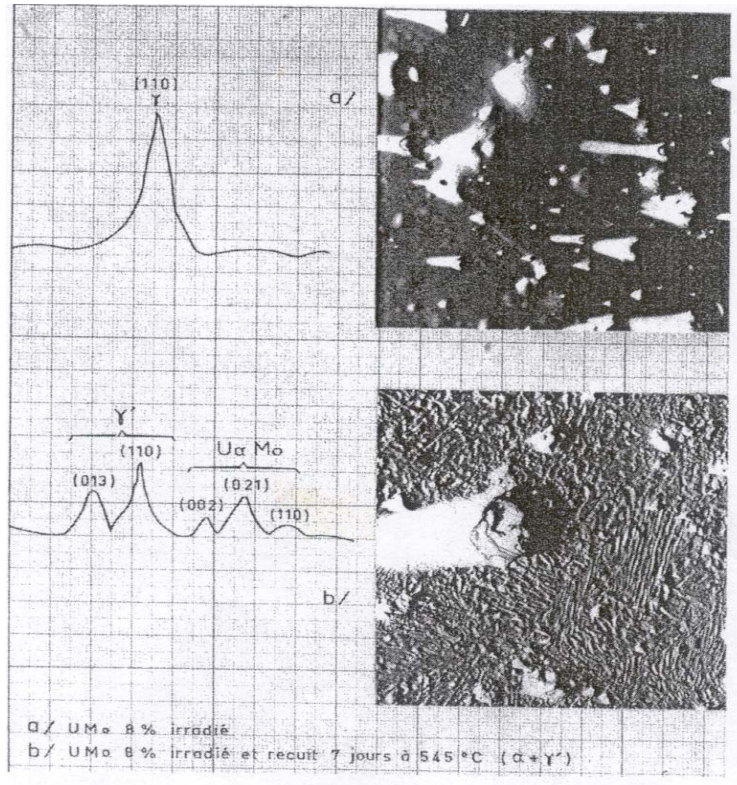 [110]
γ
a/
γ'
(110)
(013)
Uα Mo
(021)
(002)
(110)
b/
a/ UMo 8 % irradié
b/ UMo 8 % irradié et recuit 7 jours à 545 °C (α+γ')